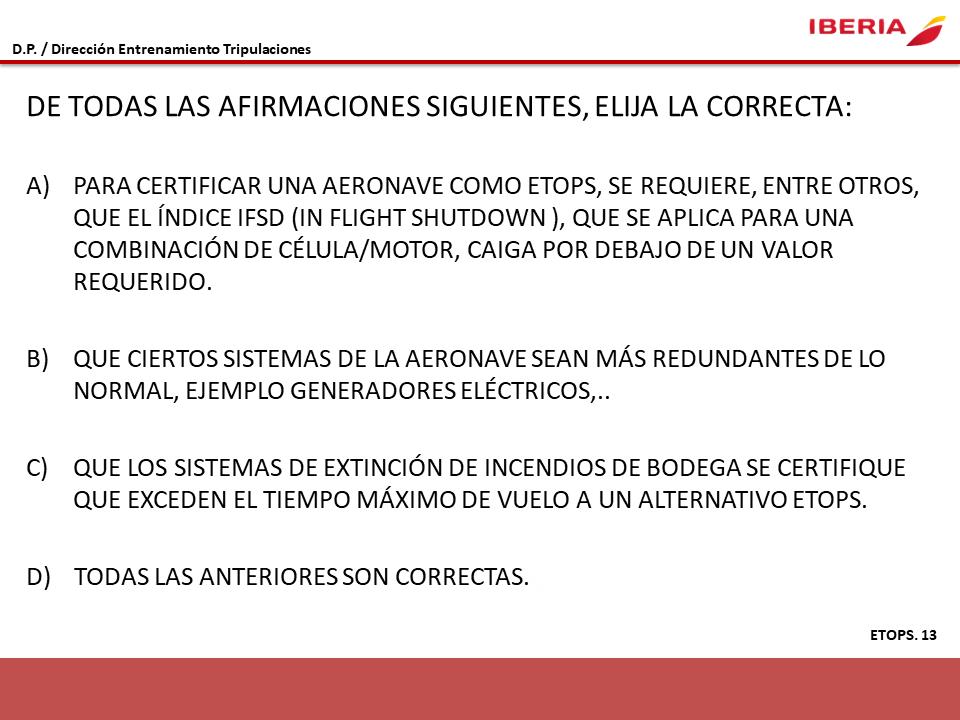 IBERIA
D.P. / Dirección Entrenamiento Tripulaciones
DE TODAS LAS AFIRMACIONES SIGUIENTES, ELIJA LA CORRECTA:
A) PARA CERTIFICAR UNA AERONAVE COMO ETOPS, SE REQUIERE, ENTRE OTROS,
QUE EL ÍNDICE IFSD (IN FLIGHT SHUTDOWN ), QUE SE APLICA PARA UNA
COMBINACIÓN DE CÉLULA/MOTOR, CAIGA POR DEBAJO DE UN VALOR
REQUERIDO.
B) QUE CIERTOS SISTEMAS DE LA AERONAVE SEAN MÁS REDUNDANTES DE LO
NORMAL, EJEMPLO GENERADORES ELÉCTRICOS,..
C) QUE LOS SISTEMAS DE EXTINCIÓN DE INCENDIOS DE BODEGA SE CERTIFIQUE
QUE EXCEDEN EL TIEMPO MÁXIMO DE VUELO A UN ALTERNATIVO ETOPS.
D) TODAS LAS ANTERIORES SON CORRECTAS.
ETOPS. 13